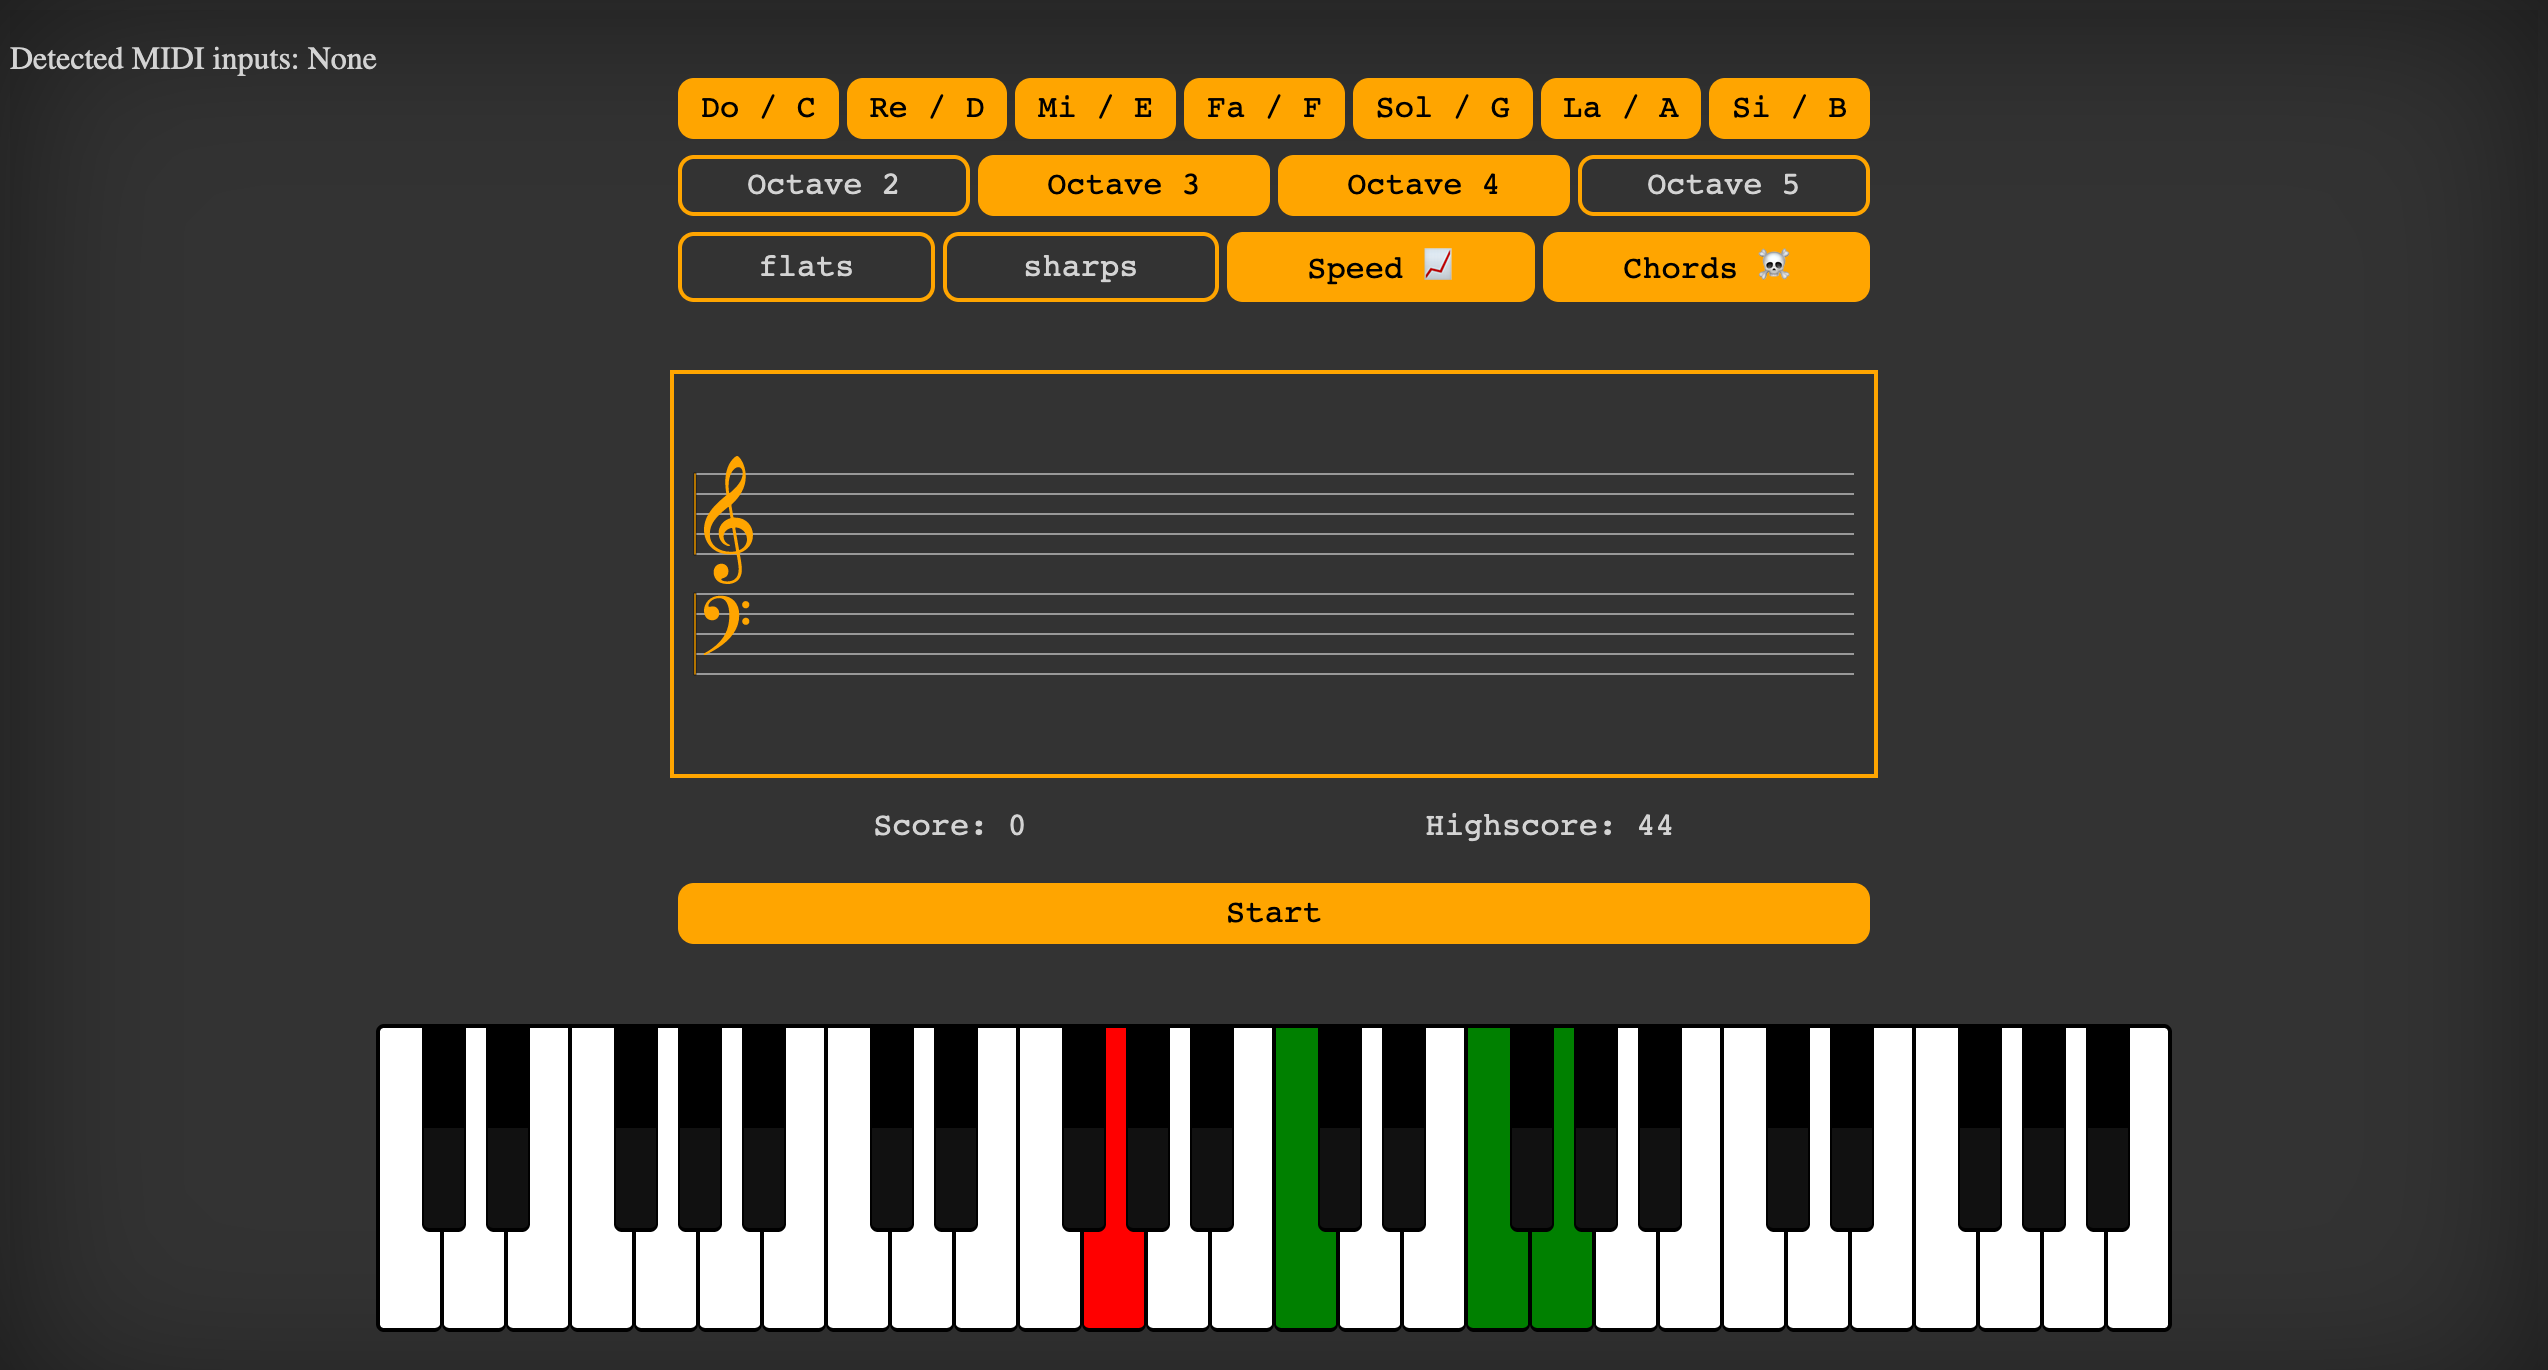 Detected MIDI inputs: None
Do / C Re / D Mi / E Fa / F Sol / G La / A Si / B
Octave 2 Octave 3 Octave 4 Octave 5
flats sharps Speed 📈 Chords ☠️
Score: 0 Highscore: 44
Start